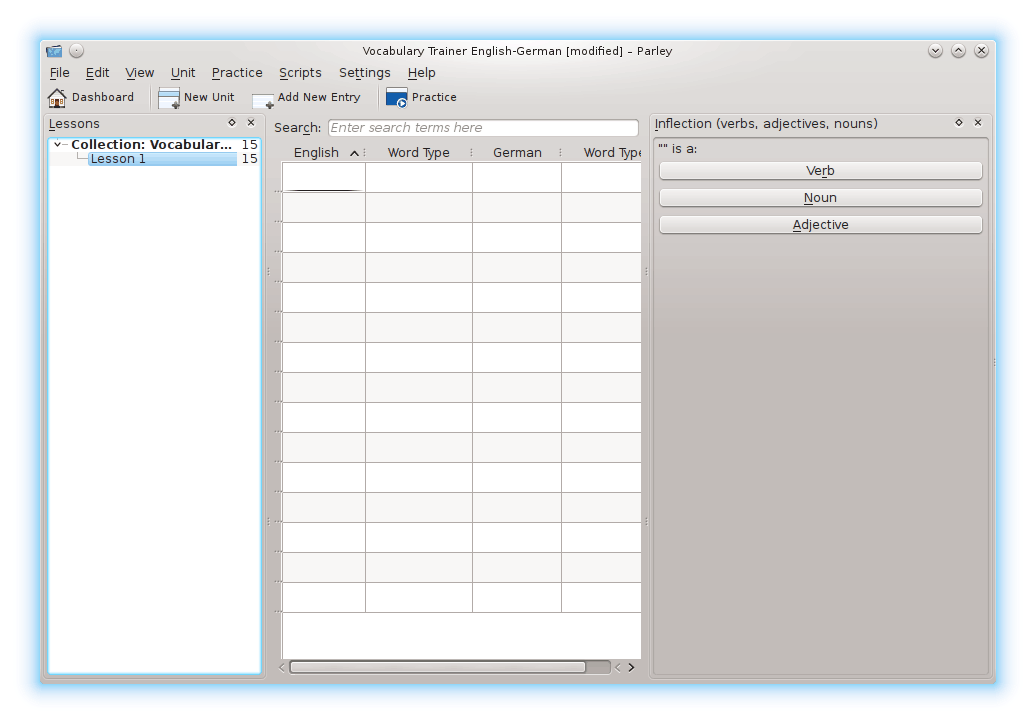 Vocabulary Trainer English-German [modified] – Parley
File Edit View Unit Practice Scripts Settings Help
Dashboard New Unit Add New Entry Practice
Lessons
Collection: Vocabular... 15
Lesson 1 15
Search: Enter search terms here
English Word Type German Word Type
Inflection (verbs, adjectives, nouns)
"" is a:
Verb
Noun
Adjective